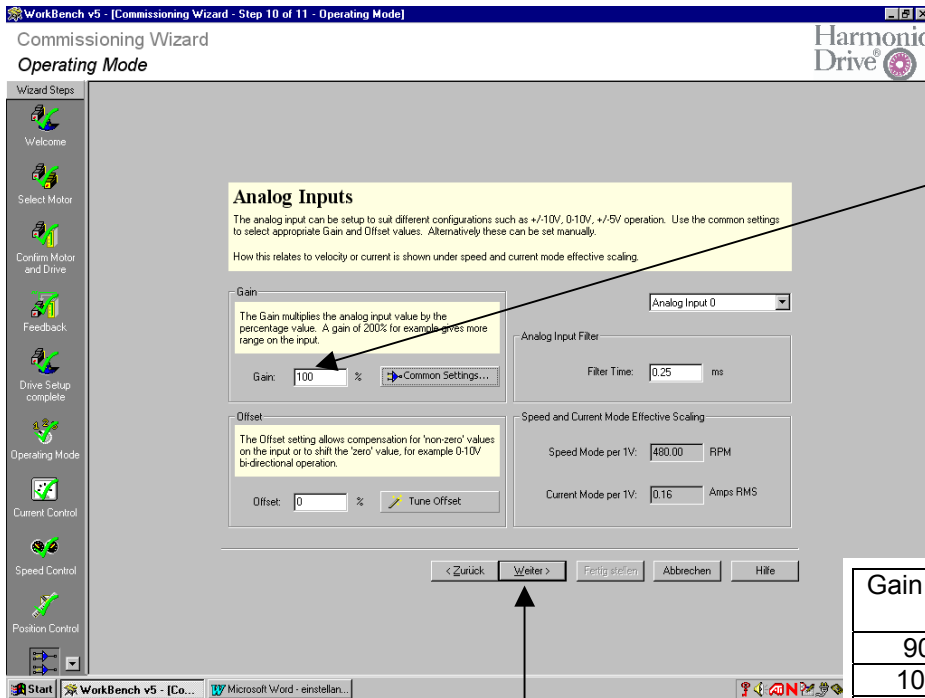 WorkBench v5 - [Commissioning Wizard - Step 10 of 11 - Operating Mode]
Commissioning Wizard
Operating Mode
Harmonic
Drive®
Wizard Steps
Welcome
Select Motor
Confirm Motor
and Drive
Feedback
Drive Setup
complete
Operating Mode
Current Control
Speed Control
Position Control
Analog Inputs
The analog input can be setup to suit different configurations such as +/-10V, 0-10V, +/-5V operation. Use the common settings
to select appropriate Gain and Offset values. Alternatively these can be set manually.
How this relates to velocity or current is shown under speed and current mode effective scaling.
Gain
The Gain multiplies the analog input value by the
percentage value. A gain of 200% for example gives more
range on the input.
Gain: 100 % Common Settings...
Analog Input 0
Analog Input Filter
Filter Time: 0.25 ms
Offset
The Offset setting allows compensation for 'non-zero' values
on the input or to shift the 'zero' value, for example 0-10V
bi-directional operation.
Offset: 0 % Tune Offset
Speed and Current Mode Effective Scaling
Speed Mode per 1V: 480.00 RPM
Current Mode per 1V: 0.16 Amps RMS
< Zurück Weiter > Fertig stellen Abbrechen Hilfe
Gain
90
10
Start WorkBench v5 - [Co... Microsoft Word - einstellan...